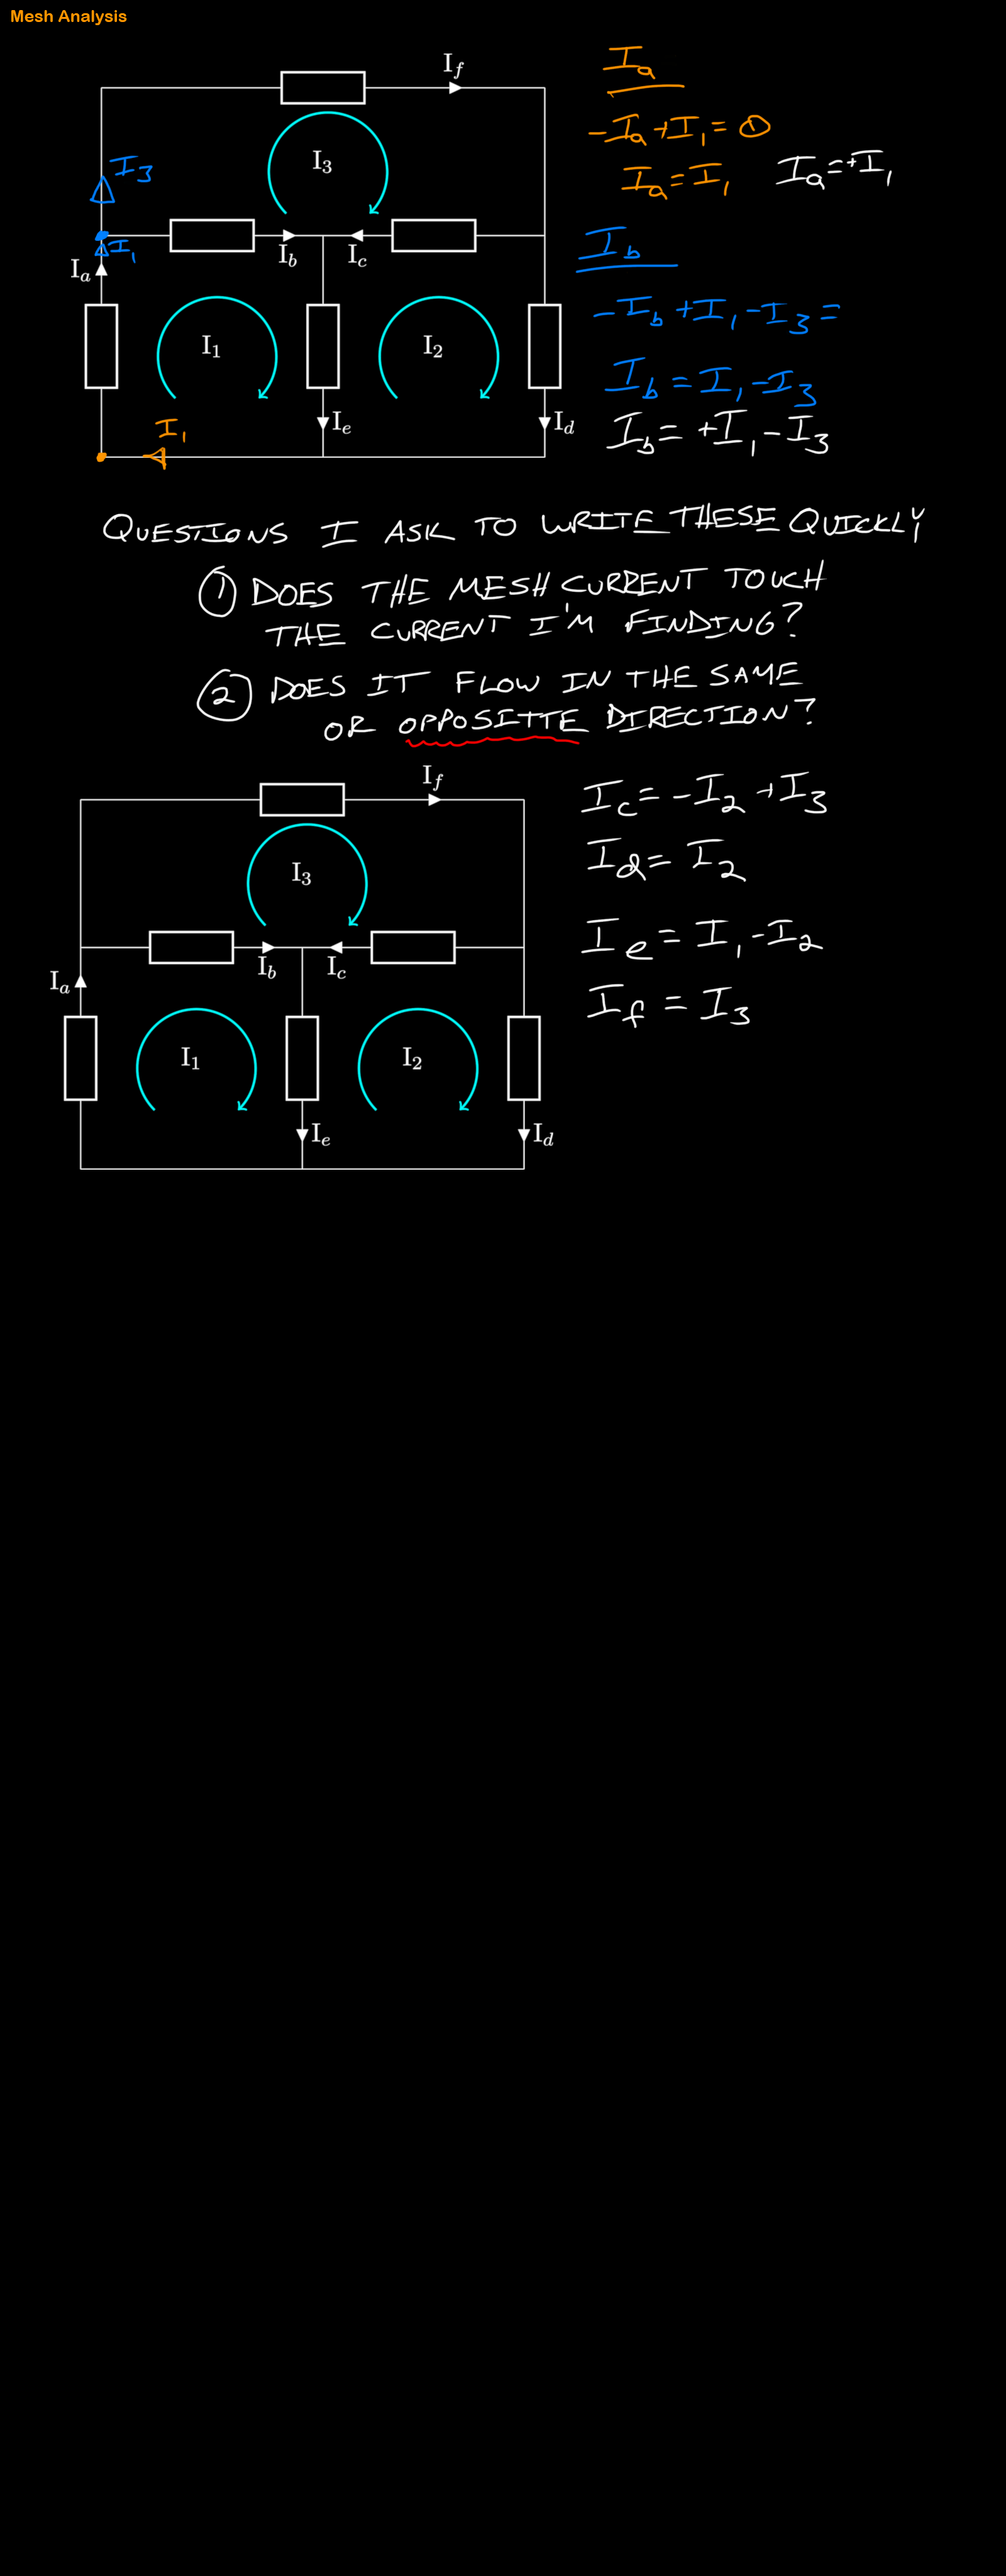 Mesh Analysis
I_f
I_a
I_3
-I_a + I_1 = 0
I_3
I_a = I_1
I_a = +I_1
I_b
I_c
I_b
I_1
I_a
-I_b + I_1 - I_3 =
I_1
I_2
I_b = I_1 - I_3
I_1
I_e
I_d
I_b = +I_1 - I_3
QUESTIONS I ASK TO WRITE THESE QUICKLY
① DOES THE MESH CURRENT TOUCH
THE CURRENT I'M FINDING?
② DOES IT FLOW IN THE SAME
OR OPPOSITTE DIRECTION?
I_f
I_c = -I_2 + I_3
I_3
I_d = I_2
I_b
I_c
I_e = I_1 - I_2
I_a
I_f = I_3
I_1
I_2
I_e
I_d